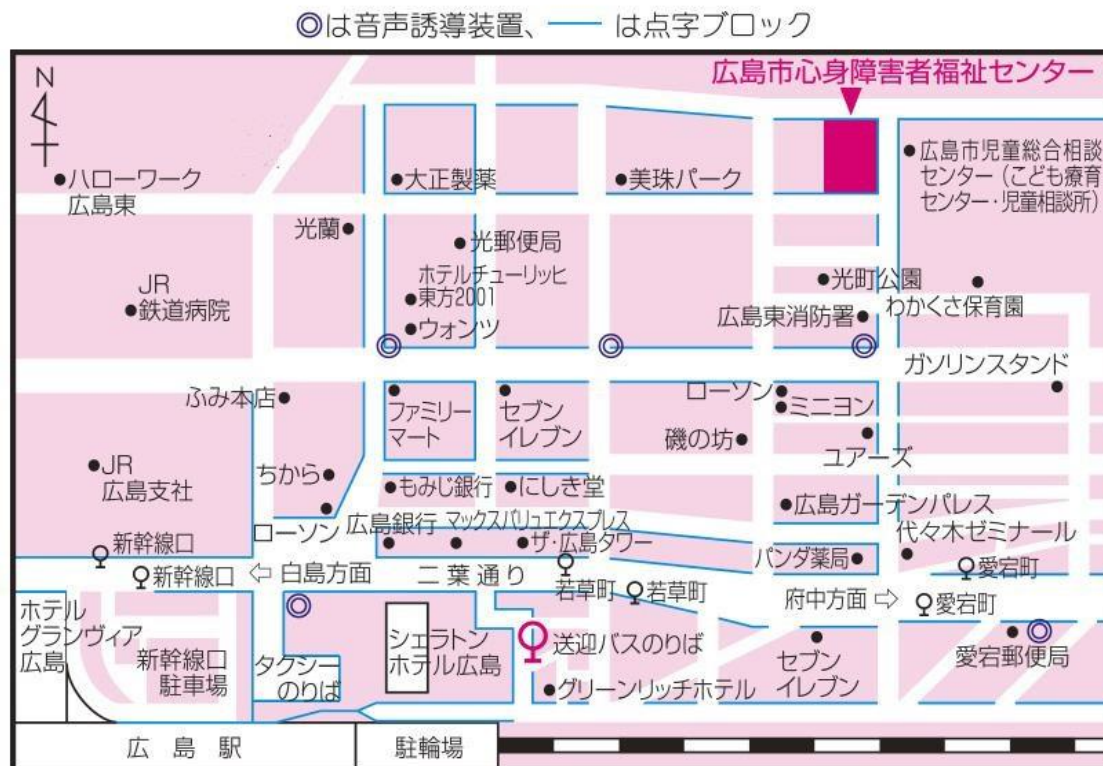 ◎は音声誘導装置、── は点字ブロック
広島市心身障害者福祉センター
N
ハローワーク
広島東
大正製薬
美珠パーク
広島市児童総合相談
センター（こども療育
センター・児童相談所）
光蘭
光郵便局
JR
鉄道病院
ホテルチューリッヒ
東方2001
ウォンツ
光町公園
広島東消防署
わかくさ保育園
ガソリンスタンド
ふみ本店
ファミリー
マート
セブン
イレブン
ローソン
ミニヨン
磯の坊
ユアーズ
JR
広島支社
ちから
もみじ銀行
にしき堂
広島ガーデンパレス
ローソン
広島銀行
マックスバリュエクスプレス
ザ・広島タワー
代々木ゼミナール
パンダ薬局
新幹線口
新幹線口
⇦ 白島方面
二葉通り
若草町
若草町
府中方面 ⇨
愛宕町
愛宕町
ホテル
グランヴィア
広島
新幹線口
駐車場
タクシー
のりば
シェラトン
ホテル広島
送迎バスのりば
グリーンリッチホテル
セブン
イレブン
愛宕郵便局
広島駅
駐輪場